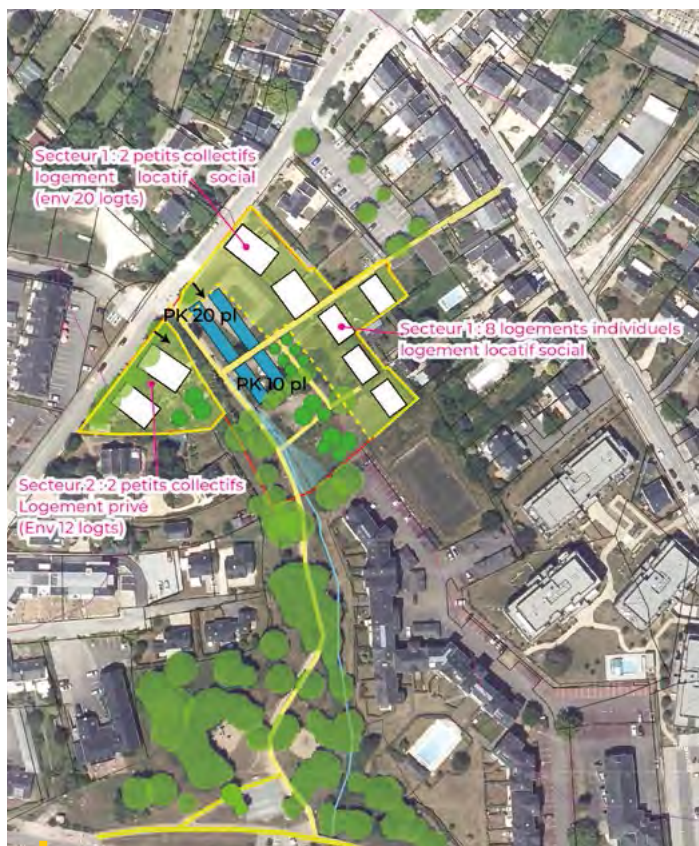 Secteur 1 : 2 petits collectifs
logement locatif social
(env 20 logts)
PK 20 pl
Secteur 1 : 8 logements individuels
logement locatif social
PK 10 pl
Secteur 2 : 2 petits collectifs
Logement privé
(Env 12 logts)